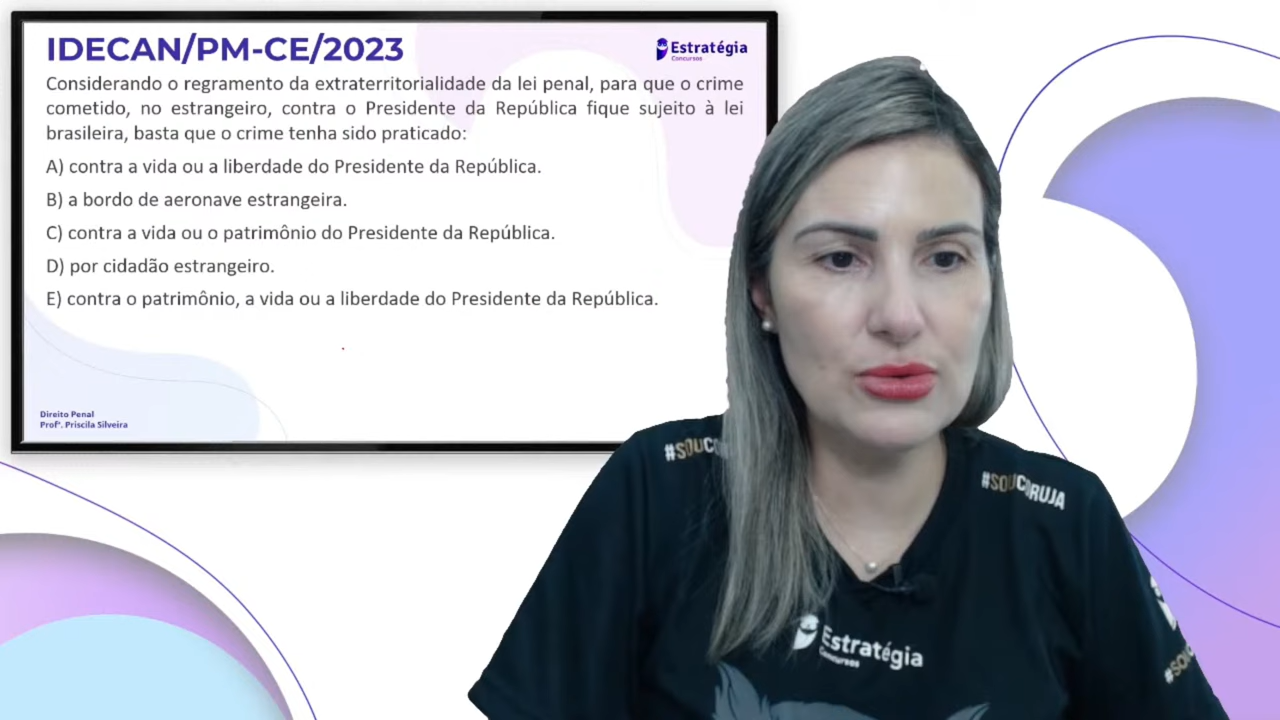 IDECAN/PM-CE/2023
Estratégia
Concursos
Considerando o regramento da extraterritorialidade da lei penal, para que o crime
cometido, no estrangeiro, contra o Presidente da República fique sujeito à lei
brasileira, basta que o crime tenha sido praticado:
A) contra a vida ou a liberdade do Presidente da República.
B) a bordo de aeronave estrangeira.
C) contra a vida ou o patrimônio do Presidente da República.
D) por cidadão estrangeiro.
E) contra o patrimônio, a vida ou a liberdade do Presidente da República.
Direito Penal
Profª. Priscila Silveira
#SOUCO
#SOUCORUJA
Estratégia
Concursos